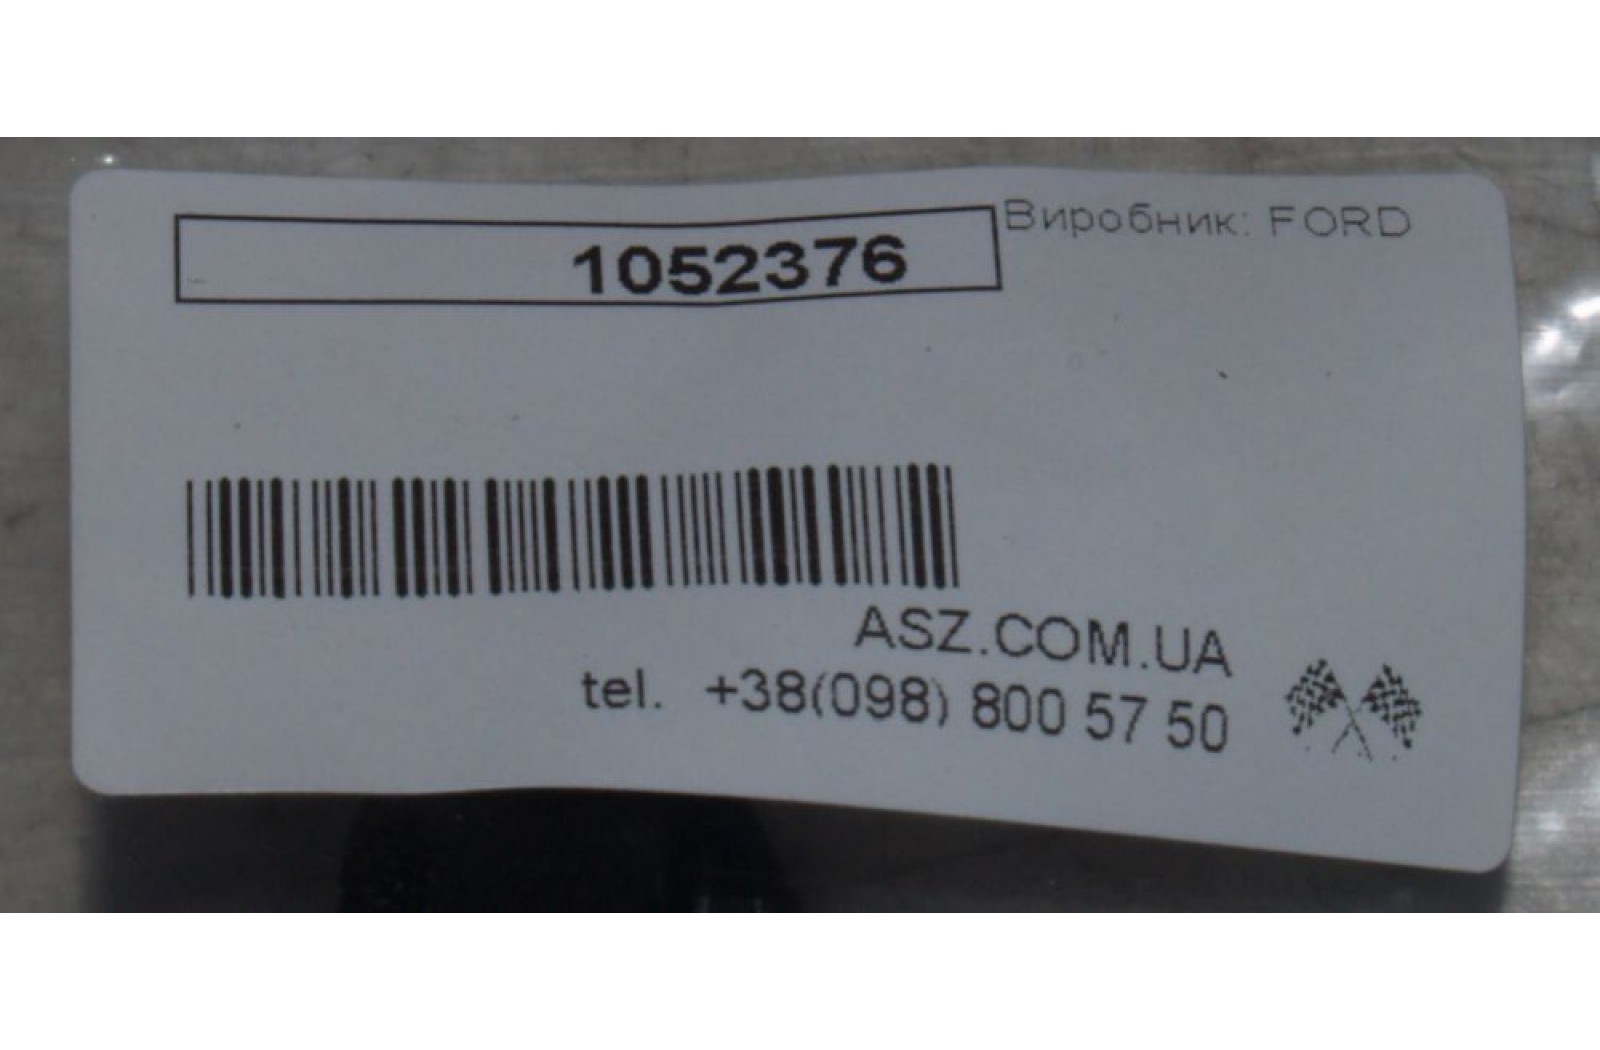 1052376
Виробник: FORD
ASZ.COM.UA
tel. +38(098) 800 57 50